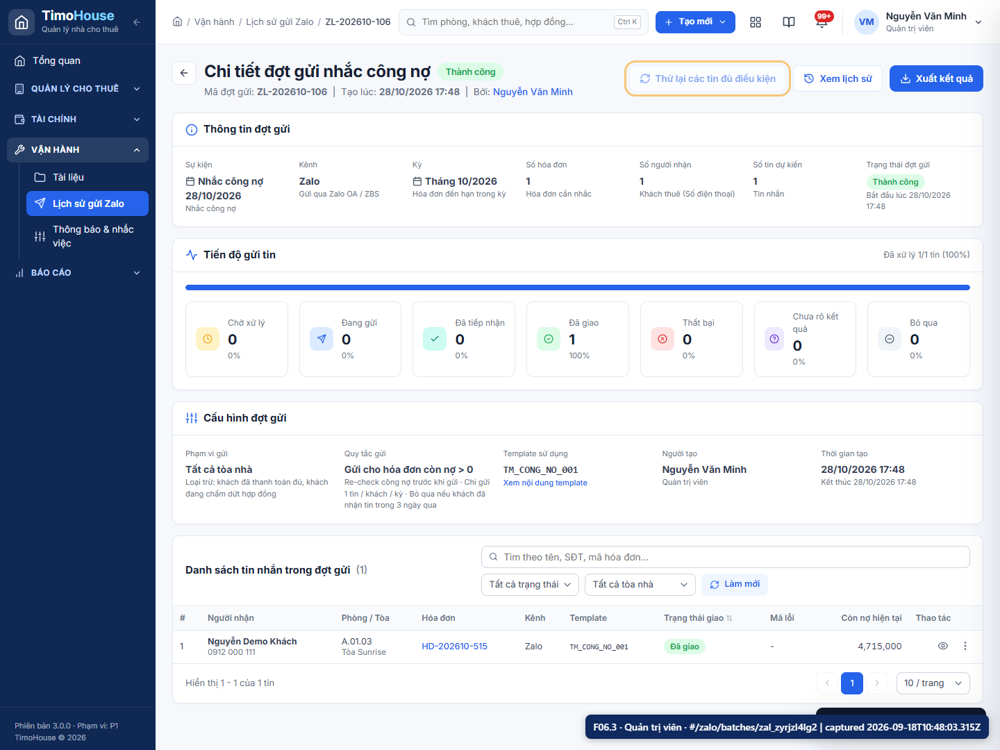 TimoHouse
Quản lý nhà cho thuê
Tổng quan
QUẢN LÝ CHO THUÊ
TÀI CHÍNH
VẬN HÀNH
Tài liệu
Lịch sử gửi Zalo
Thông báo & nhắc
việc
BÁO CÁO
Phiên bản 3.0.0 · Phạm vi: P1
TimoHouse © 2026
/ Vận hành / Lịch sử gửi Zalo / ZL-202610-106
Tìm phòng, khách thuê, hợp đồng...
Ctrl K
Tạo mới
99+
VM
Nguyễn Văn Minh
Quản trị viên
Chi tiết đợt gửi nhắc công nợ
Thành công
Mã đợt gửi: ZL-202610-106 | Tạo lúc: 28/10/2026 17:48 | Bởi: Nguyễn Văn Minh
Thử lại các tin đủ điều kiện
Xem lịch sử
Xuất kết quả
Thông tin đợt gửi
Sự kiện
Nhắc công nợ
28/10/2026
Nhắc công nợ
Kênh
Zalo
Gửi qua Zalo OA / ZBS
Kỳ
Tháng 10/2026
Hóa đơn đến hạn trong kỳ
Số hóa đơn
1
Hóa đơn cần nhắc
Số người nhận
1
Khách thuê (Số điện thoại)
Số tin dự kiến
1
Tin nhắn
Trạng thái đợt gửi
Thành công
Bắt đầu lúc 28/10/2026
17:48
Tiến độ gửi tin
Đã xử lý 1/1 tin (100%)
Chờ xử lý
0
0%
Đang gửi
0
0%
Đã tiếp nhận
0
0%
Đã giao
1
100%
Thất bại
0
0%
Chưa rõ kết
quả
0
0%
Bỏ qua
0
0%
Cấu hình đợt gửi
Phạm vi gửi
Tất cả tòa nhà
Loại trừ: khách đã thanh toán đủ, khách
đang chấm dứt hợp đồng
Quy tắc gửi
Gửi cho hóa đơn còn nợ > 0
Re-check công nợ trước khi gửi · Chỉ gửi
1 tin / khách / kỳ · Bỏ qua nếu khách đã
nhận tin trong 3 ngày qua
Template sử dụng
TM_CONG_NO_001
Xem nội dung template
Người tạo
Nguyễn Văn Minh
Quản trị viên
Thời gian tạo
28/10/2026 17:48
Kết thúc 28/10/2026 17:48
Danh sách tin nhắn trong đợt gửi (1)
Tìm theo tên, SĐT, mã hóa đơn...
Tất cả trạng thái
Tất cả tòa nhà
Làm mới
# Người nhận Phòng / Tòa Hóa đơn Kênh Template Trạng thái giao Mã lỗi Còn nợ hiện tại Thao tác
1 Nguyễn Demo Khách A.01.03 HD-202610-515 Zalo TM_CONG_NO_001 Đã giao - 4,715,000
0912 000 111 Tòa Sunrise
Hiển thị 1 - 1 của 1 tin
1
10 / trang
F06.3 · Quản trị viên · #/zalo/batches/zal_zyrjzl4lg2 | captured 2026-09-18T10:48:03.315Z